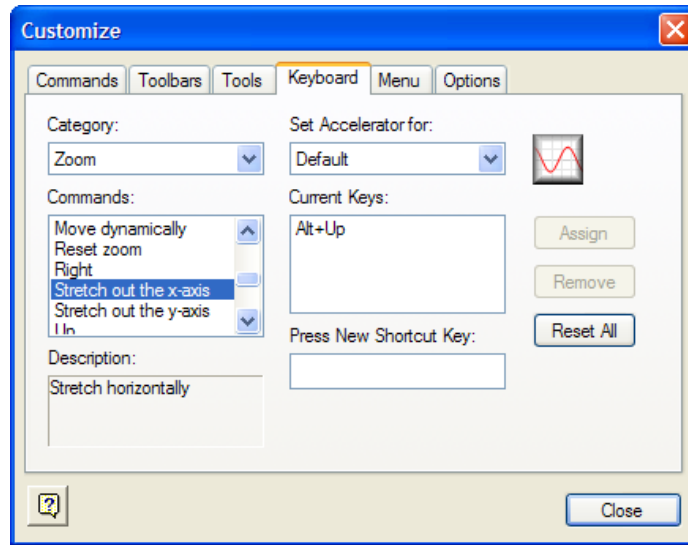 Customize
Commands Toolbars Tools Keyboard Menu Options
Category:
Zoom
Commands:
Move dynamically
Reset zoom
Right
Stretch out the x-axis
Stretch out the y-axis
Up
Description:
Stretch horizontally
Set Accelerator for:
Default
Current Keys:
Alt+Up
Press New Shortcut Key:
Assign
Remove
Reset All
Close